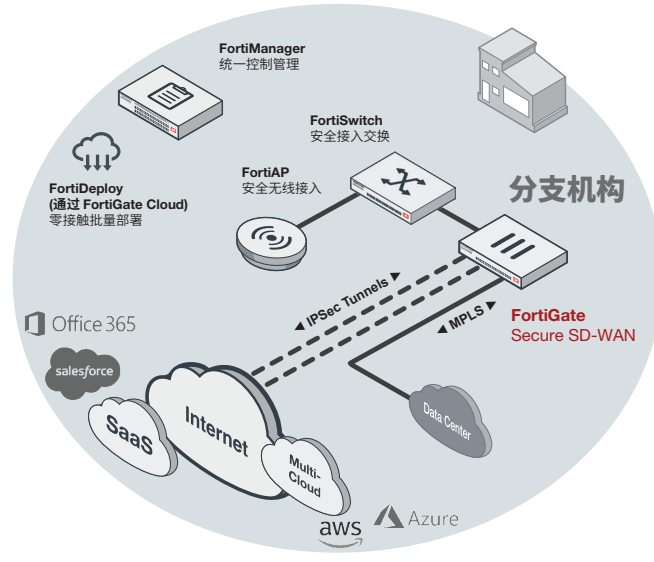 FortiManager
统一控制管理
FortiSwitch
安全接入交换
FortiAP
安全无线接入
FortiDeploy
(通过 FortiGate Cloud)
零接触批量部署
分支机构
IPSec Tunnels
MPLS
FortiGate
Secure SD-WAN
Office 365
salesforce
SaaS
Internet
Multi-
Cloud
Data Center
aws
Azure